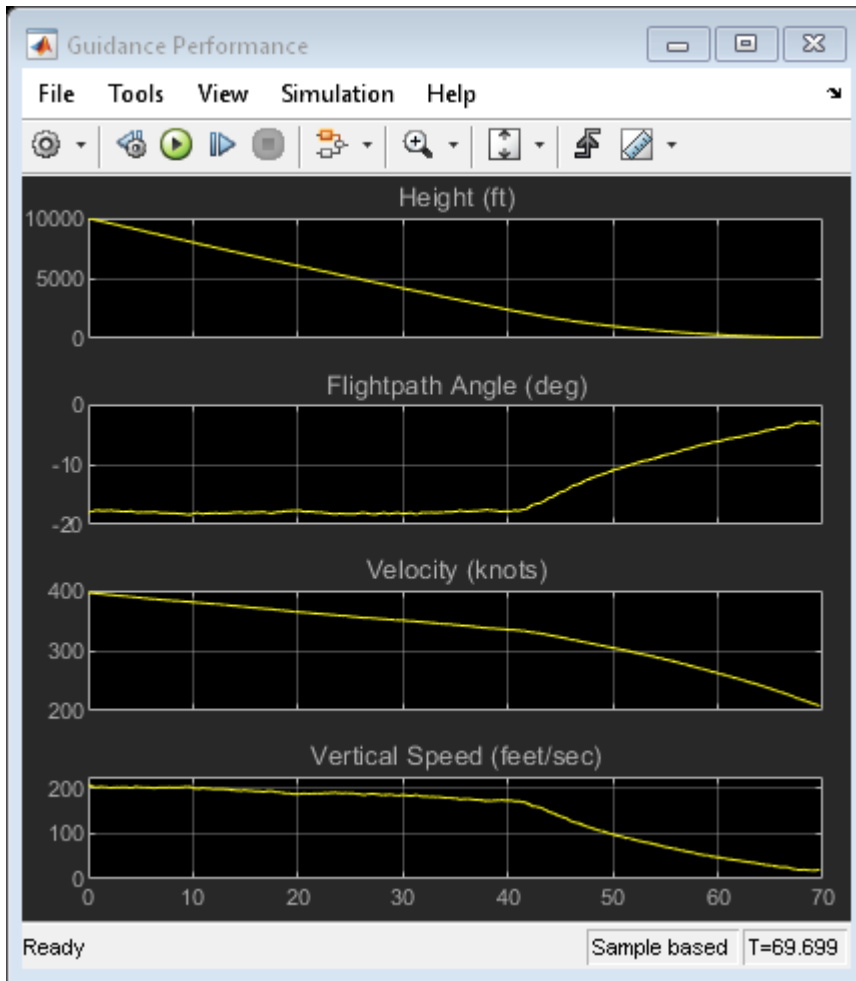 Guidance Performance
File Tools View Simulation Help
Height (ft)
10000
5000
0
Flightpath Angle (deg)
0
-10
-20
Velocity (knots)
400
300
200
Vertical Speed (feet/sec)
200
100
0
0 10 20 30 40 50 60 70
Ready Sample based T=69.699